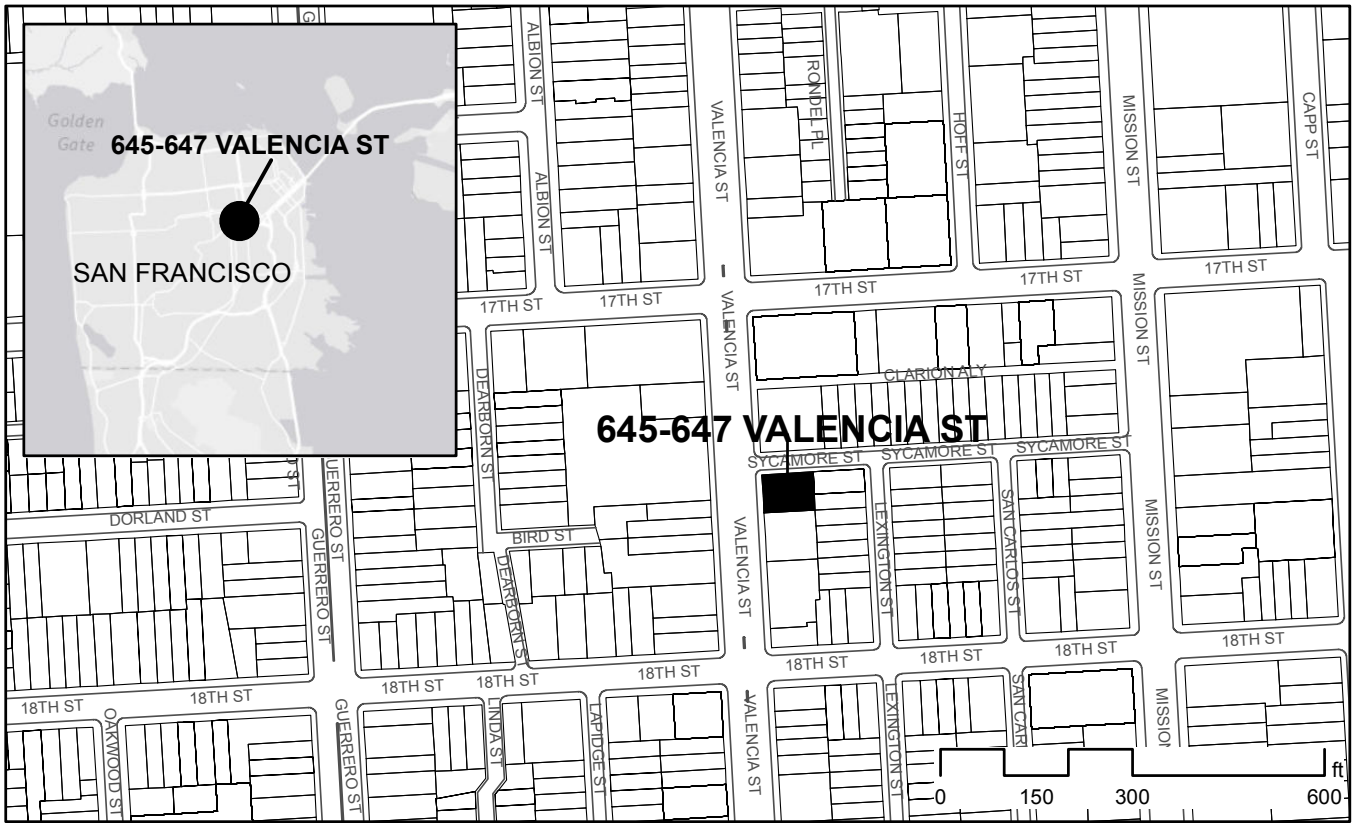 Golden
Gate
645-647 VALENCIA ST
SAN FRANCISCO
ALBION ST
ALBION ST
VALENCIA ST
RONDEL PL
HOFF ST
MISSION ST
CAPP ST
17TH ST
17TH ST
17TH ST
17TH ST
17TH ST
VALENCIA ST
MISSION ST
CLARION ALY
DEARBORN ST
645-647 VALENCIA ST
SYCAMORE ST
SYCAMORE ST
SYCAMORE ST
DORLAND ST
GUERRERO ST
UERRERO ST
BIRD ST
DEARBORN S
VALENCIA ST
LEXINGTON ST
SAN CARLOS ST
MISSION ST
18TH ST
18TH ST
18TH ST
18TH ST
18TH ST
18TH ST
18TH ST
18TH ST
18TH ST
OAKWOOD ST
GUERRERO ST
LINDA ST
LAPIDGE ST
VALENCIA ST
LEXINGTON ST
SAN CAR
MISSION
ft
0 150 300 600